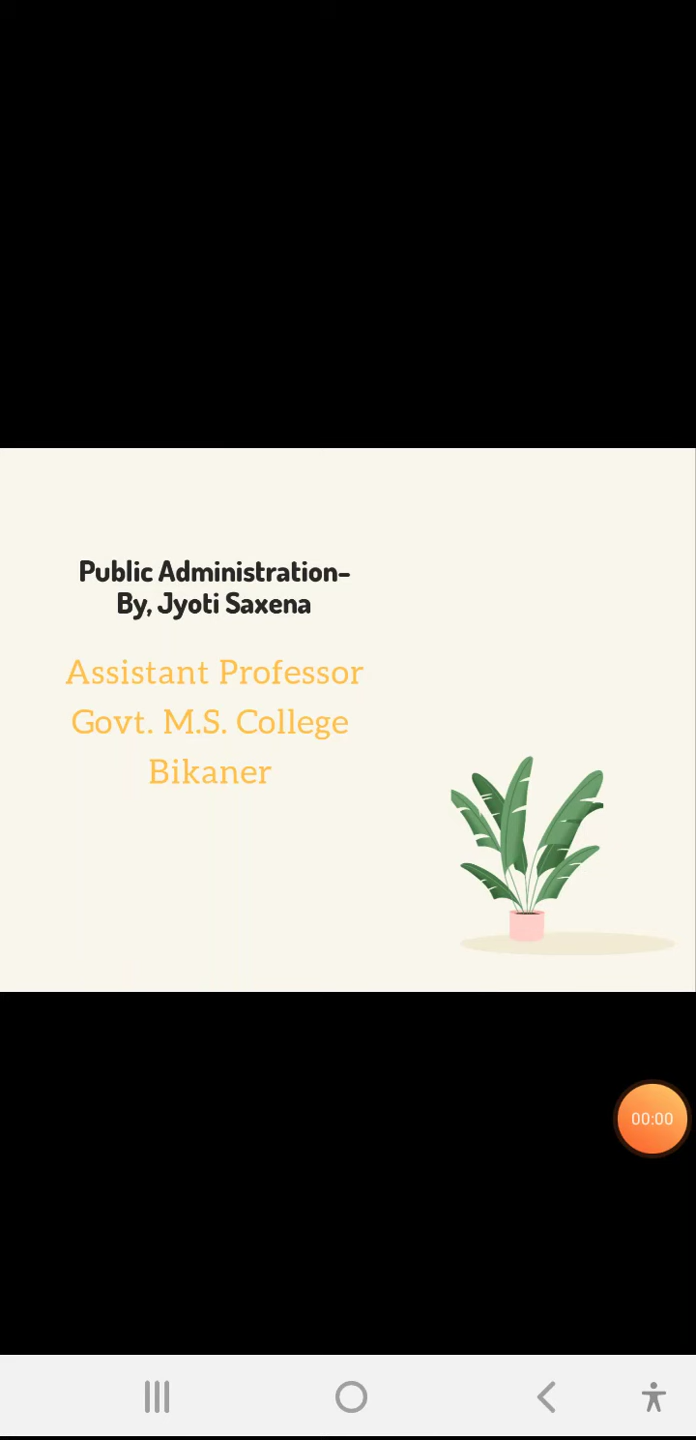 Public Administration-
By, Jyoti Saxena
Assistant Professor
Govt. M.S. College
Bikaner
00:00